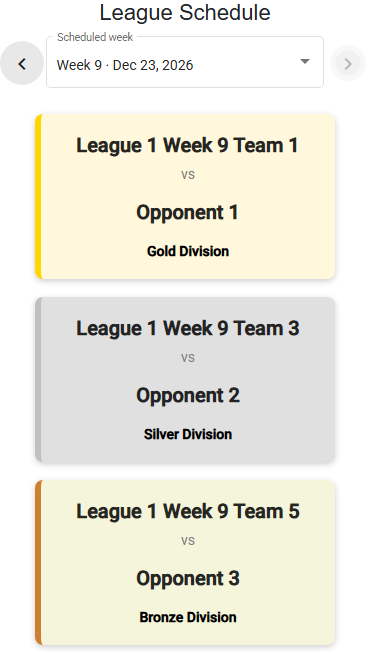 League Schedule
Scheduled week
Week 9 · Dec 23, 2026
League 1 Week 9 Team 1
vs
Opponent 1
Gold Division
League 1 Week 9 Team 3
vs
Opponent 2
Silver Division
League 1 Week 9 Team 5
vs
Opponent 3
Bronze Division